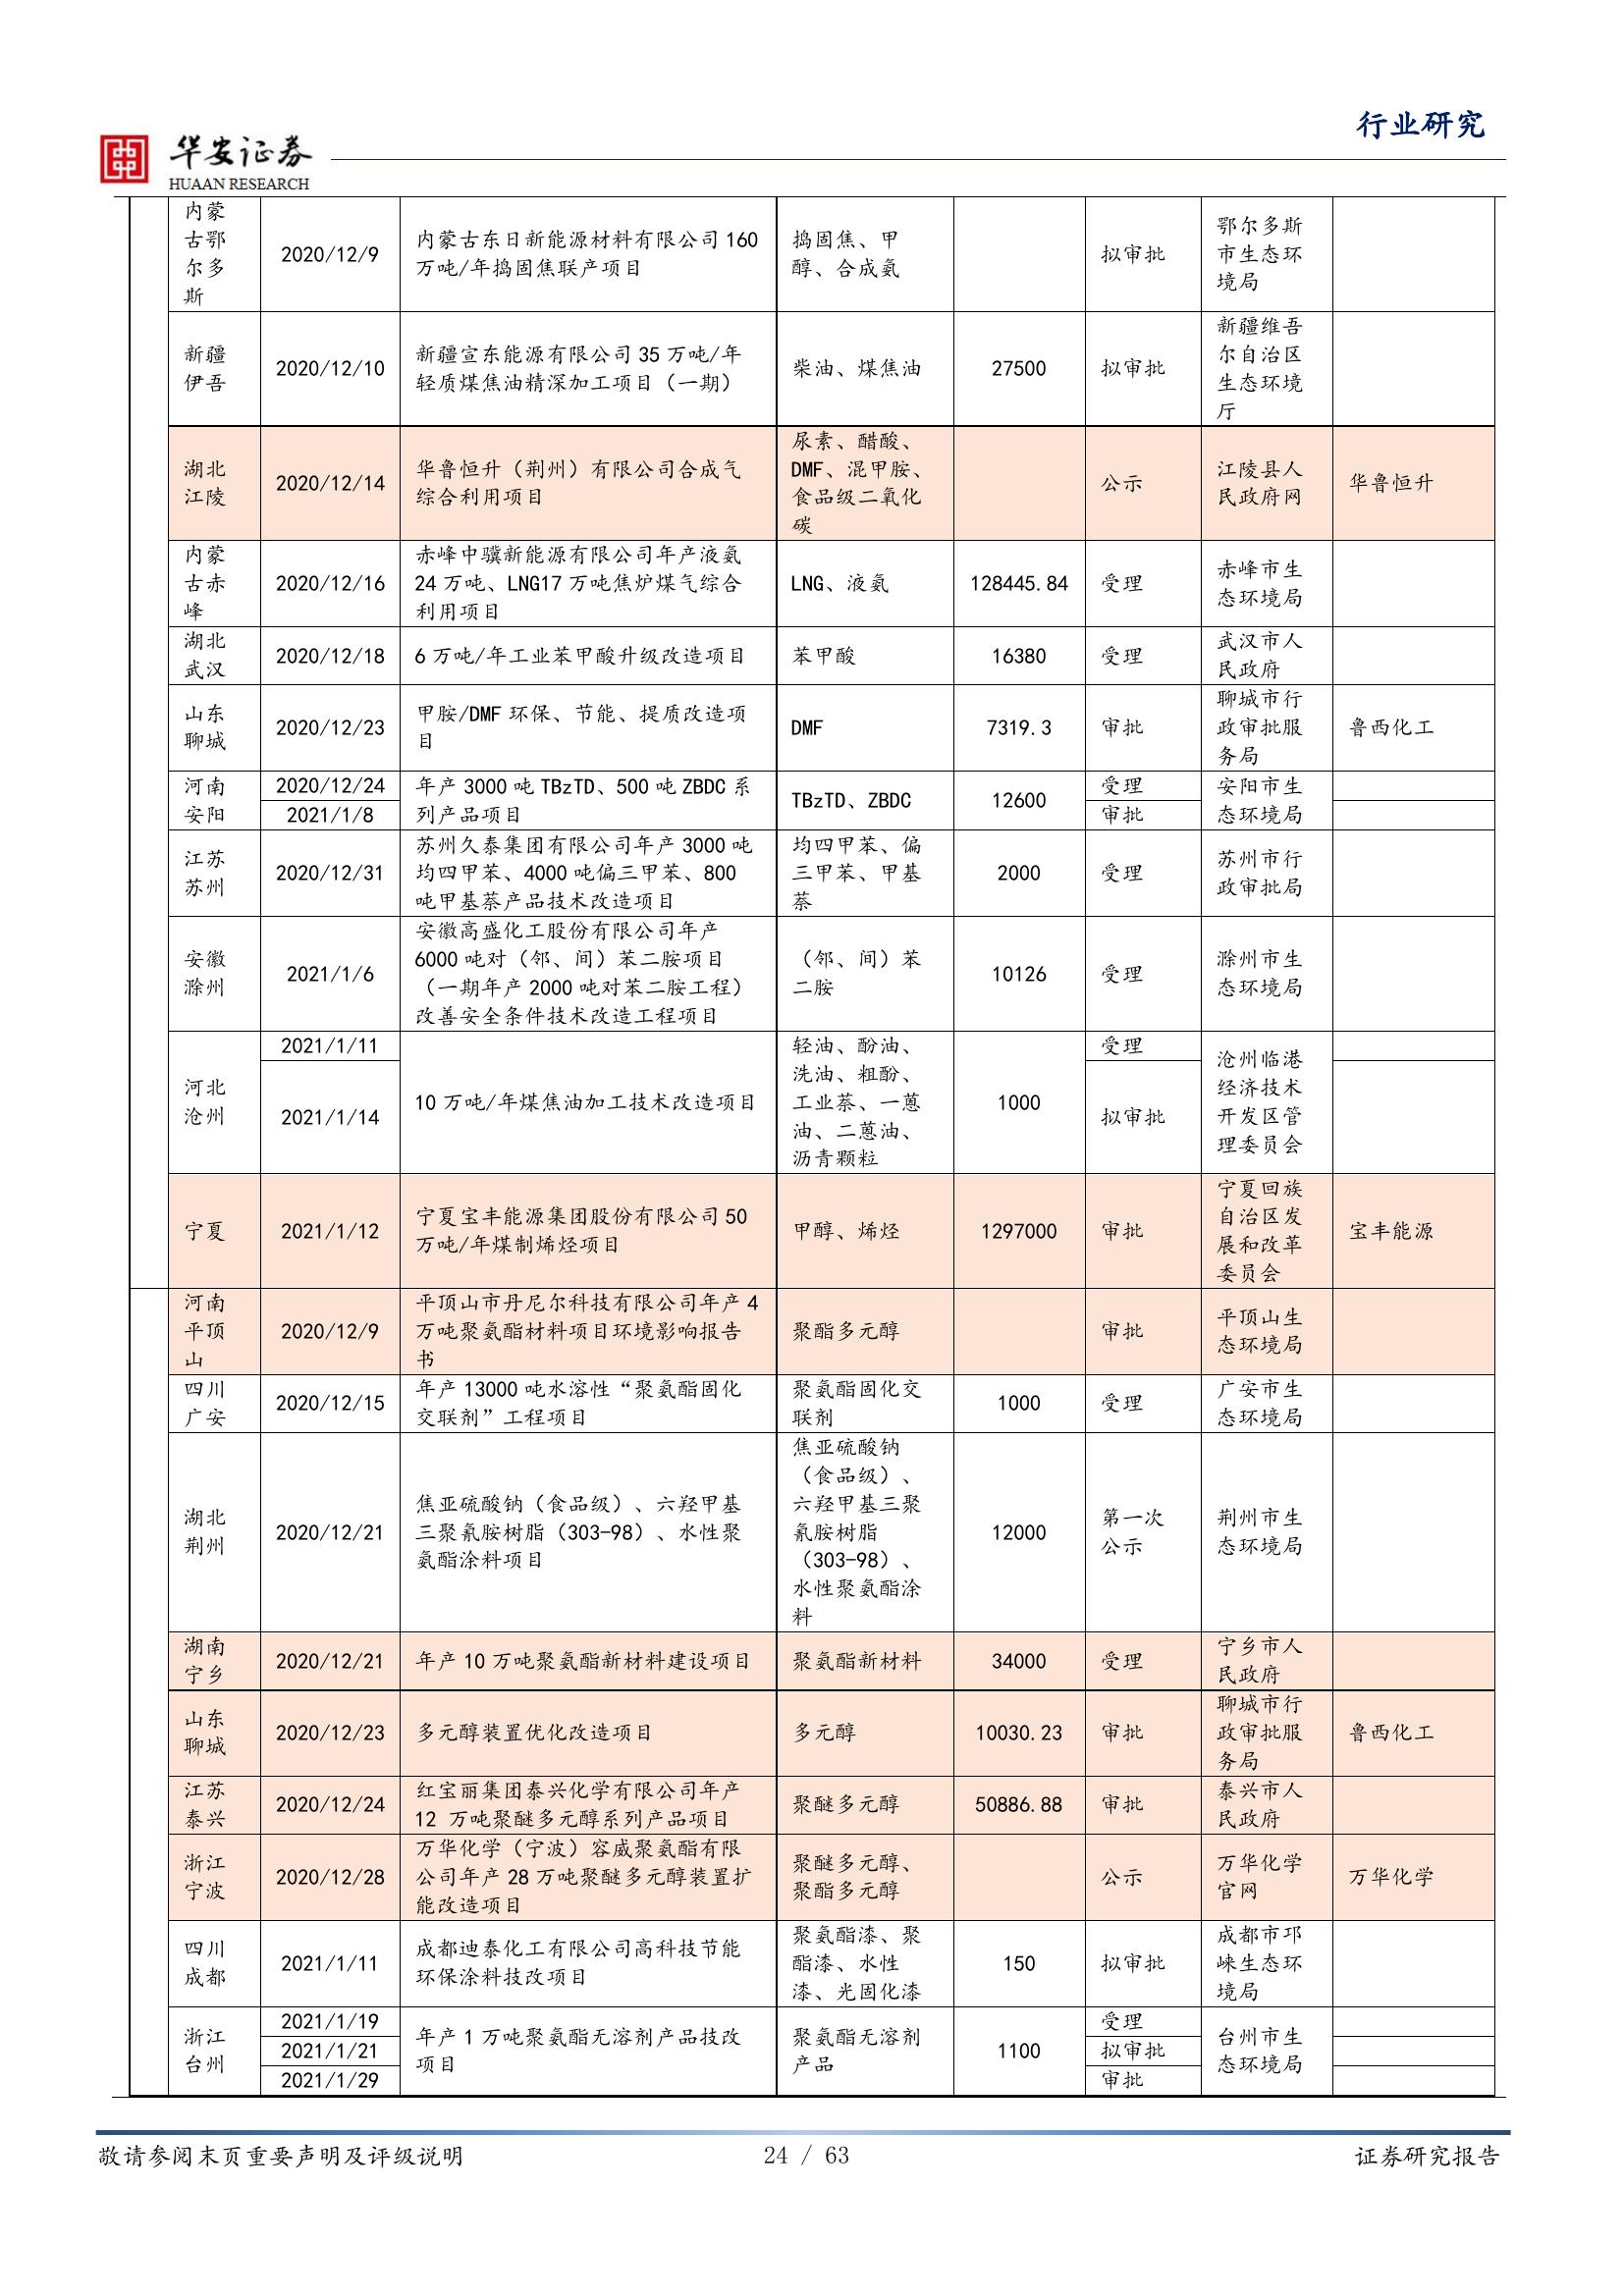 行业研究
华安证券
HUAAN RESEARCH
内蒙
古鄂
尔多
斯
2020/12/9
内蒙古东日新能源材料有限公司160
万吨/年捣固焦联产项目
捣固焦、甲
醇、合成氨
拟审批
鄂尔多斯
市生态环
境局
新疆
伊吾
2020/12/10
新疆宣东能源有限公司35万吨/年
轻质煤焦油精深加工项目（一期）
柴油、煤焦油
27500
拟审批
新疆维吾
尔自治区
生态环境
厅
湖北
江陵
2020/12/14
华鲁恒升（荆州）有限公司合成气
综合利用项目
尿素、醋酸、
DMF、混甲胺、
食品级二氧化
碳
公示
江陵县人
民政府网
华鲁恒升
内蒙
古赤
峰
2020/12/16
赤峰中骥新能源有限公司年产液氨
24万吨、LNG17万吨焦炉煤气综合
利用项目
LNG、液氨
128445.84
受理
赤峰市生
态环境局
湖北
武汉
2020/12/18
6万吨/年工业苯甲酸升级改造项目
苯甲酸
16380
受理
武汉市人
民政府
山东
聊城
2020/12/23
甲胺/DMF环保、节能、提质改造项
目
DMF
7319.3
审批
聊城市行
政审批服
务局
鲁西化工
河南
安阳
2020/12/24
2021/1/8
年产3000吨TBzTD、500吨ZBDC系
列产品项目
TBzTD、ZBDC
12600
受理
审批
安阳市生
态环境局
江苏
苏州
2020/12/31
苏州久泰集团有限公司年产3000吨
均四甲苯、4000吨偏三甲苯、800
吨甲基萘产品技术改造项目
均四甲苯、偏
三甲苯、甲基
萘
2000
受理
苏州市行
政审批局
安徽
滁州
2021/1/6
安徽高盛化工股份有限公司年产
6000吨对（邻、间）苯二胺项目
（一期年产2000吨对苯二胺工程）
改善安全条件技术改造工程项目
（邻、间）苯
二胺
10126
受理
滁州市生
态环境局
河北
沧州
2021/1/11
2021/1/14
10万吨/年煤焦油加工技术改造项目
轻油、酚油、
洗油、粗酚、
工业萘、一蒽
油、二蒽油、
沥青颗粒
1000
受理
拟审批
沧州临港
经济技术
开发区管
理委员会
宁夏
2021/1/12
宁夏宝丰能源集团股份有限公司50
万吨/年煤制烯烃项目
甲醇、烯烃
1297000
审批
宁夏回族
自治区发
展和改革
委员会
宝丰能源
河南
平顶
山
2020/12/9
平顶山市丹尼尔科技有限公司年产4
万吨聚氨酯材料项目环境影响报告
书
聚酯多元醇
审批
平顶山生
态环境局
四川
广安
2020/12/15
年产13000吨水溶性“聚氨酯固化
交联剂”工程项目
聚氨酯固化交
联剂
1000
受理
广安市生
态环境局
湖北
荆州
2020/12/21
焦亚硫酸钠（食品级）、六羟甲基
三聚氰胺树脂（303-98）、水性聚
氨酯涂料项目
焦亚硫酸钠
（食品级）、
六羟甲基三聚
氰胺树脂
（303-98）、
水性聚氨酯涂
料
12000
第一次
公示
荆州市生
态环境局
湖南
宁乡
2020/12/21
年产10万吨聚氨酯新材料建设项目
聚氨酯新材料
34000
受理
宁乡市人
民政府
山东
聊城
2020/12/23
多元醇装置优化改造项目
多元醇
10030.23
审批
聊城市行
政审批服
务局
鲁西化工
江苏
泰兴
2020/12/24
红宝丽集团泰兴化学有限公司年产
12 万吨聚醚多元醇系列产品项目
聚醚多元醇
50886.88
审批
泰兴市人
民政府
浙江
宁波
2020/12/28
万华化学（宁波）容威聚氨酯有限
公司年产28万吨聚醚多元醇装置扩
能改造项目
聚醚多元醇、
聚酯多元醇
公示
万华化学
官网
万华化学
四川
成都
2021/1/11
成都迪泰化工有限公司高科技节能
环保涂料技改项目
聚氨酯漆、聚
酯漆、水性
漆、光固化漆
150
拟审批
成都市邛
崃生态环
境局
浙江
台州
2021/1/19
2021/1/21
2021/1/29
年产1万吨聚氨酯无溶剂产品技改
项目
聚氨酯无溶剂
产品
1100
受理
拟审批
审批
台州市生
态环境局
敬请参阅末页重要声明及评级说明
24 / 63
证券研究报告